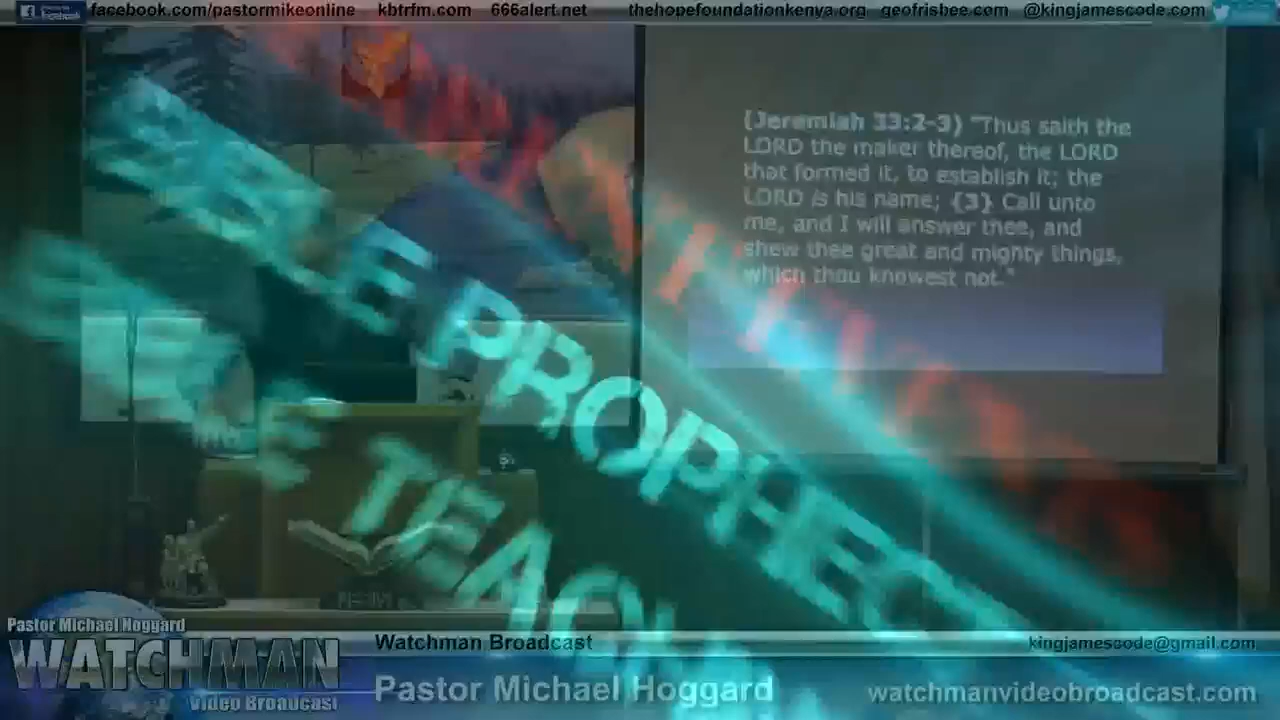 facebook.com/pastormikeonline kbtrfm.com 666alert.net thehopefoundationkenya.org geofrisbee.com @kingjamescode.com
(Jeremiah 33:2-3) "Thus saith the
LORD the maker thereof, the LORD
that formed it, to establish it; the
LORD is his name; {3} Call unto
me, and I will answer thee, and
shew thee great and mighty things,
which thou knowest not."
BIBLE PROPHEC
TEACH
Pastor Michael Hoggard
WATCHMAN
Video Broadcast
Watchman Broadcast
Pastor Michael Hoggard
kingjamescode@gmail.com
watchmanvideobroadcast.com